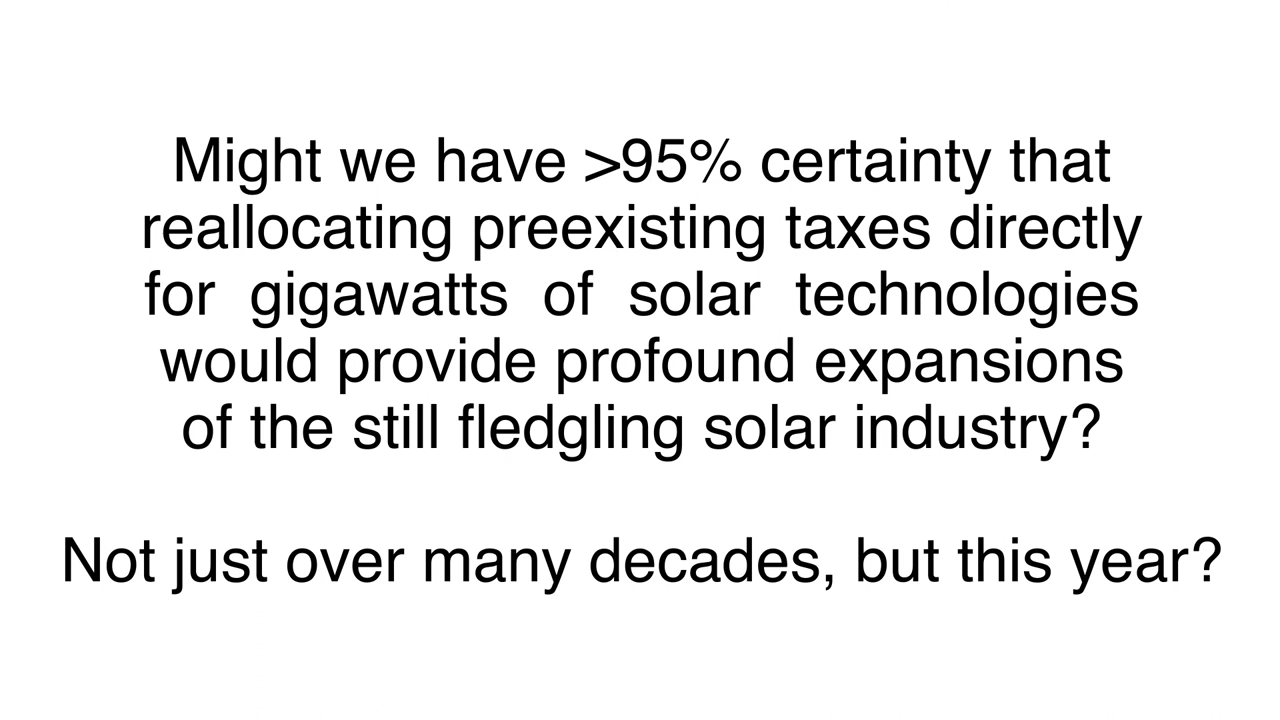 Might we have >95% certainty that
reallocating preexisting taxes directly
for gigawatts of solar technologies
would provide profound expansions
of the still fledgling solar industry?
Not just over many decades, but this year?